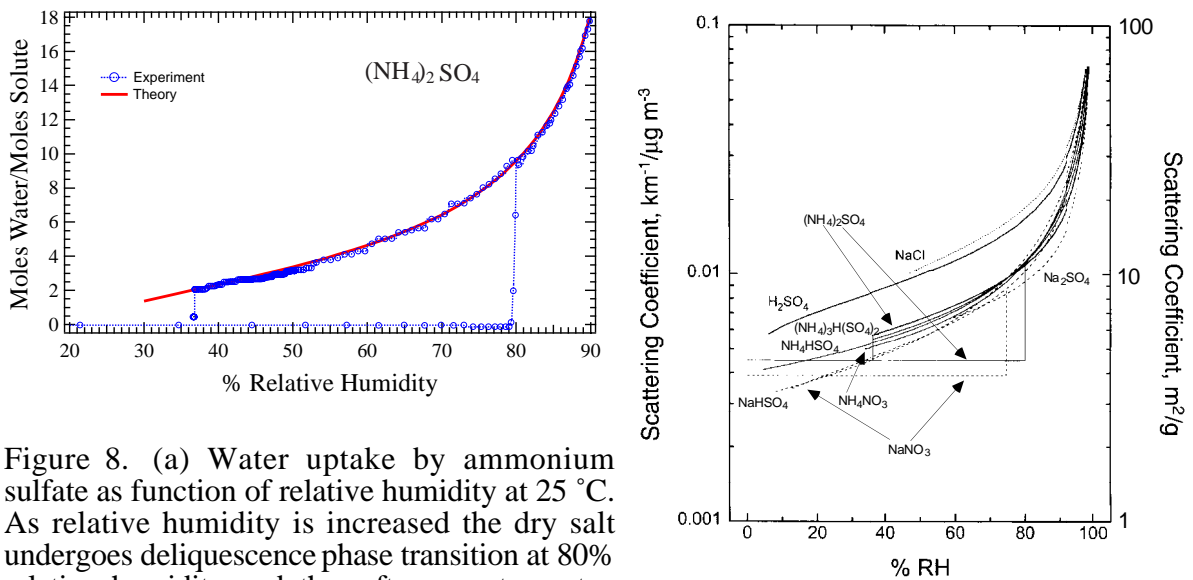 18
16
14
12
10
8
6
4
2
0
Moles Water/Moles Solute
Experiment
Theory
(NH4)2 SO4
20 30 40 50 60 70 80 90
% Relative Humidity
Figure 8. (a) Water uptake by ammonium
sulfate as function of relative humidity at 25 ˚C.
As relative humidity is increased the dry salt
undergoes deliquescence phase transition at 80%
0.1
0.01
0.001
Scattering Coefficient, km-1/µg m-3
100
10
1
Scattering Coefficient, m2/g
(NH4)2SO4
NaCl
Na2SO4
H2SO4
(NH4)3H(SO4)2
NH4HSO4
NaHSO4
NH4NO3
NaNO3
0 20 40 60 80 100
% RH